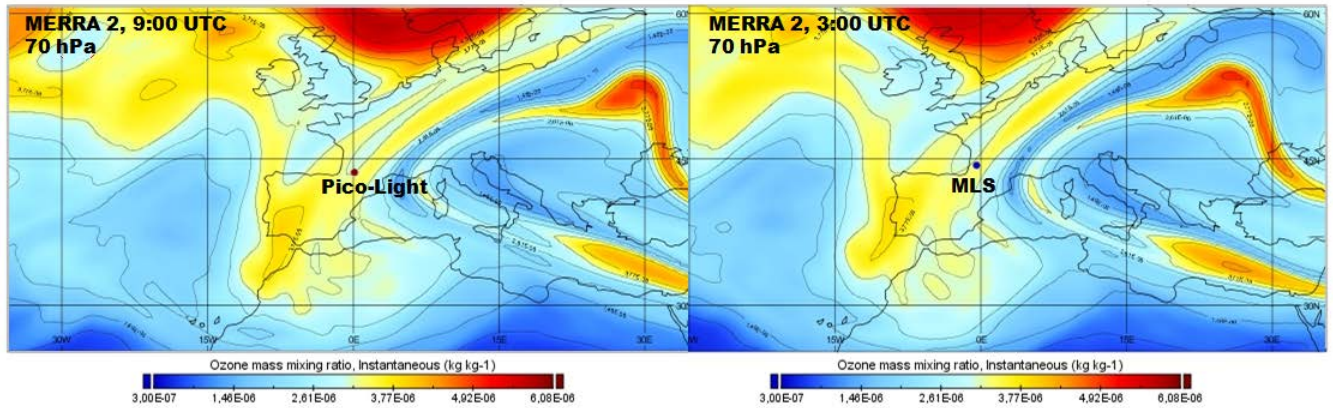 MERRA 2, 9:00 UTC
70 hPa
60N
Pico-Light
30W
15W
0E
15E
30E
Ozone mass mixing ratio, Instantaneous (kg kg-1)
3,00E-07 1,46E-06 2,61E-06 3,77E-06 4,92E-06 6,08E-06
MERRA 2, 3:00 UTC
70 hPa
60N
45N
MLS
30N
15W
0E
15E
30E
Ozone mass mixing ratio, Instantaneous (kg kg-1)
3,00E-07 1,46E-06 2,61E-06 3,77E-06 4,92E-06 6,08E-06